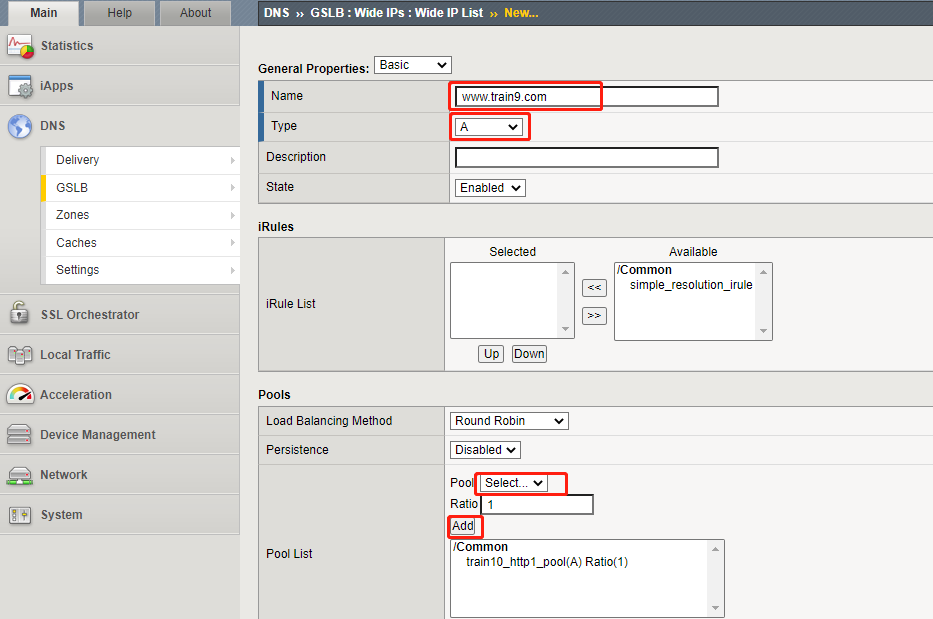 Main Help About
DNS ›› GSLB : Wide IPs : Wide IP List ›› New...
Statistics
iApps
DNS
Delivery
GSLB
Zones
Caches
Settings
SSL Orchestrator
Local Traffic
Acceleration
Device Management
Network
System
General Properties: Basic
Name www.train9.com
Type A
Description
State Enabled
iRules
Selected Available
iRule List
/Common
simple_resolution_irule
<<
>>
Up Down
Pools
Load Balancing Method Round Robin
Persistence Disabled
Pool List
Pool Select...
Ratio 1
Add
/Common
train10_http1_pool(A) Ratio(1)